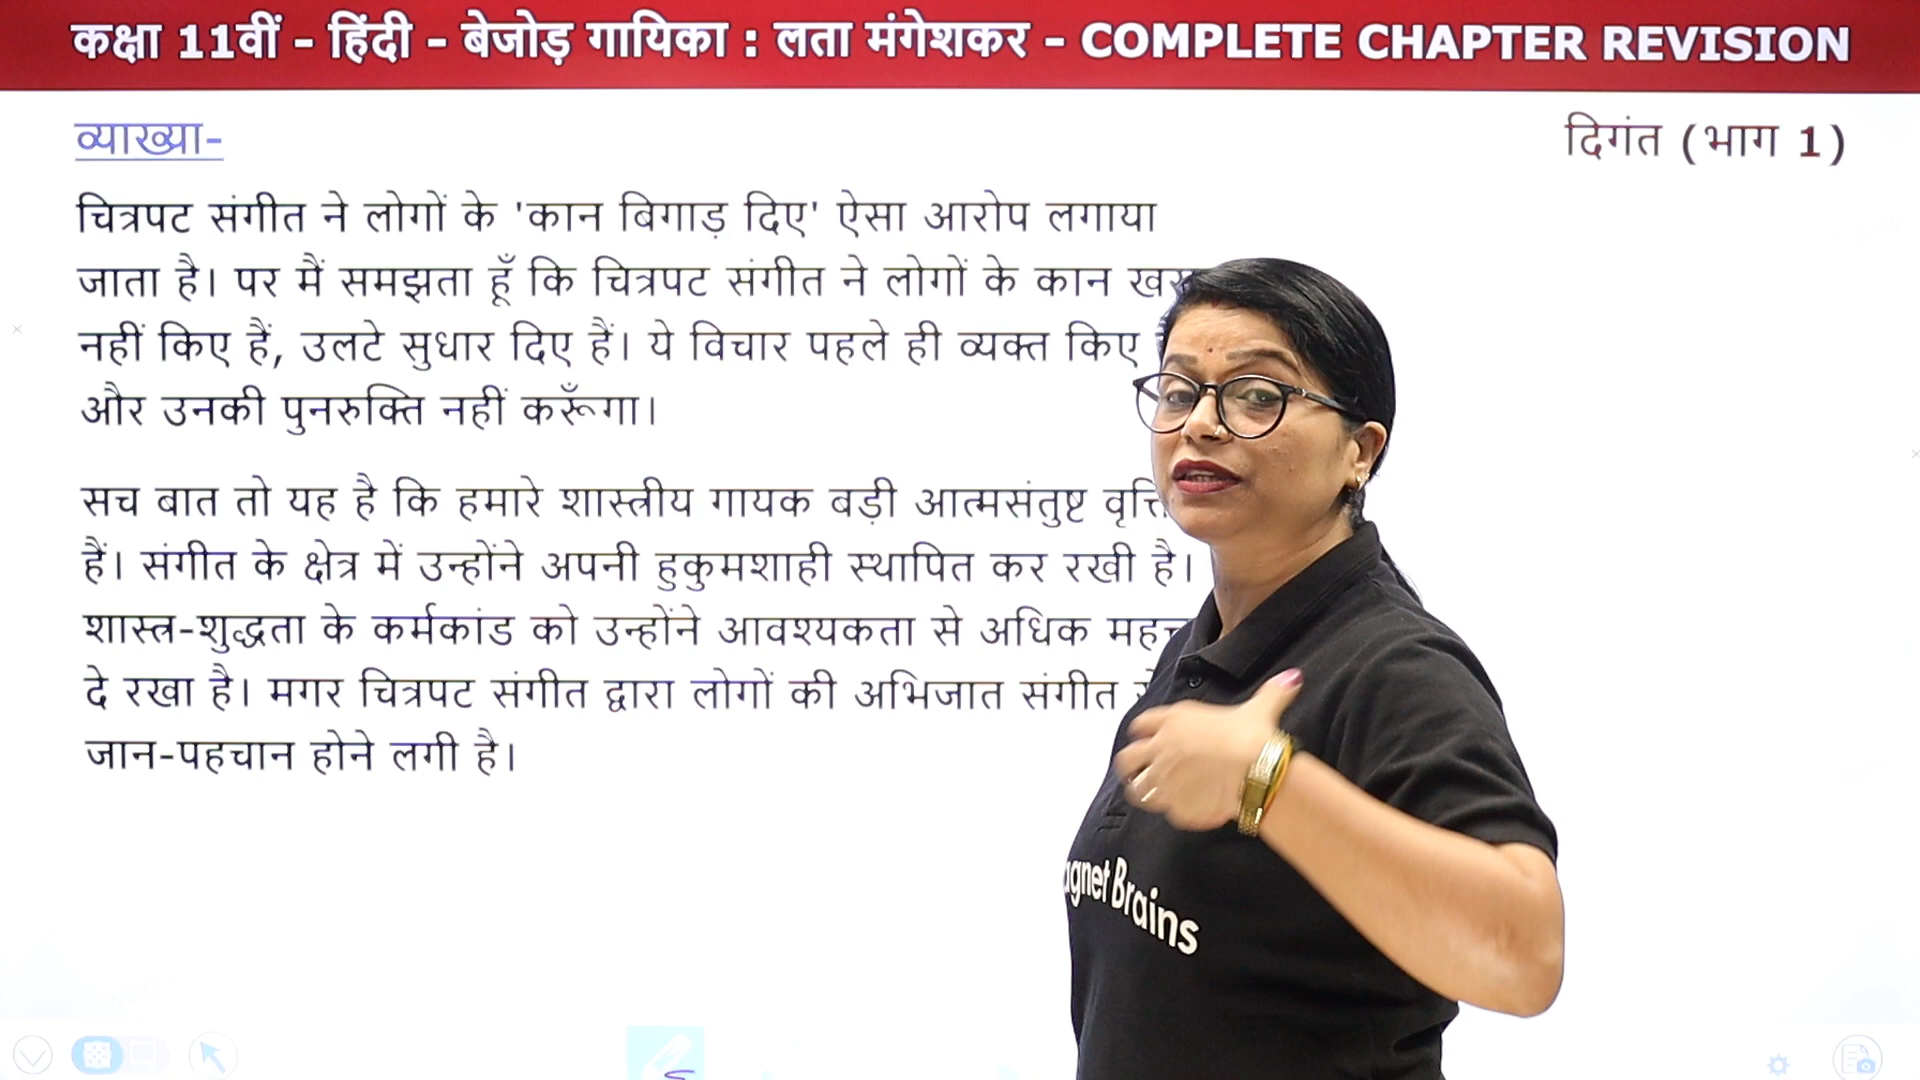 कक्षा 11वीं - हिंदी - बेजोड़ गायिका : लता मंगेशकर - COMPLETE CHAPTER REVISION
व्याख्या-
दिगंत (भाग 1)
चित्रपट संगीत ने लोगों के 'कान बिगाड़ दिए' ऐसा आरोप लगाया
जाता है। पर मैं समझता हूँ कि चित्रपट संगीत ने लोगों के कान
नहीं किए हैं, उलटे सुधार दिए हैं। ये विचार पहले ही व्यक्त किए
और उनकी पुनरुक्ति नहीं करूँगा।
सच बात तो यह है कि हमारे शास्त्रीय गायक बड़ी आत्मसंतुष्ट वृत्ति
हैं। संगीत के क्षेत्र में उन्होंने अपनी हुकुमशाही स्थापित कर रखी है।
शास्त्र-शुद्धता के कर्मकांड को उन्होंने आवश्यकता से अधिक
दे रखा है। मगर चित्रपट संगीत द्वारा लोगों की अभिजात संगीत
जान-पहचान होने लगी है।
agnet Brains